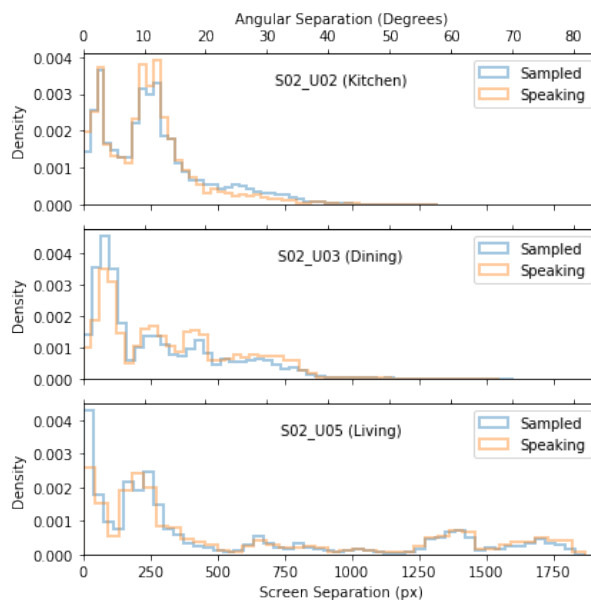 Angular Separation (Degrees)
0 10 20 30 40 50 60 70 80
0.004
0.003
0.002
0.001
0.000
Density
S02_U02 (Kitchen)
Sampled
Speaking
0.004
0.003
0.002
0.001
0.000
Density
S02_U03 (Dining)
Sampled
Speaking
0.004
0.003
0.002
0.001
0.000
Density
S02_U05 (Living)
Sampled
Speaking
0 250 500 750 1000 1250 1500 1750
Screen Separation (px)